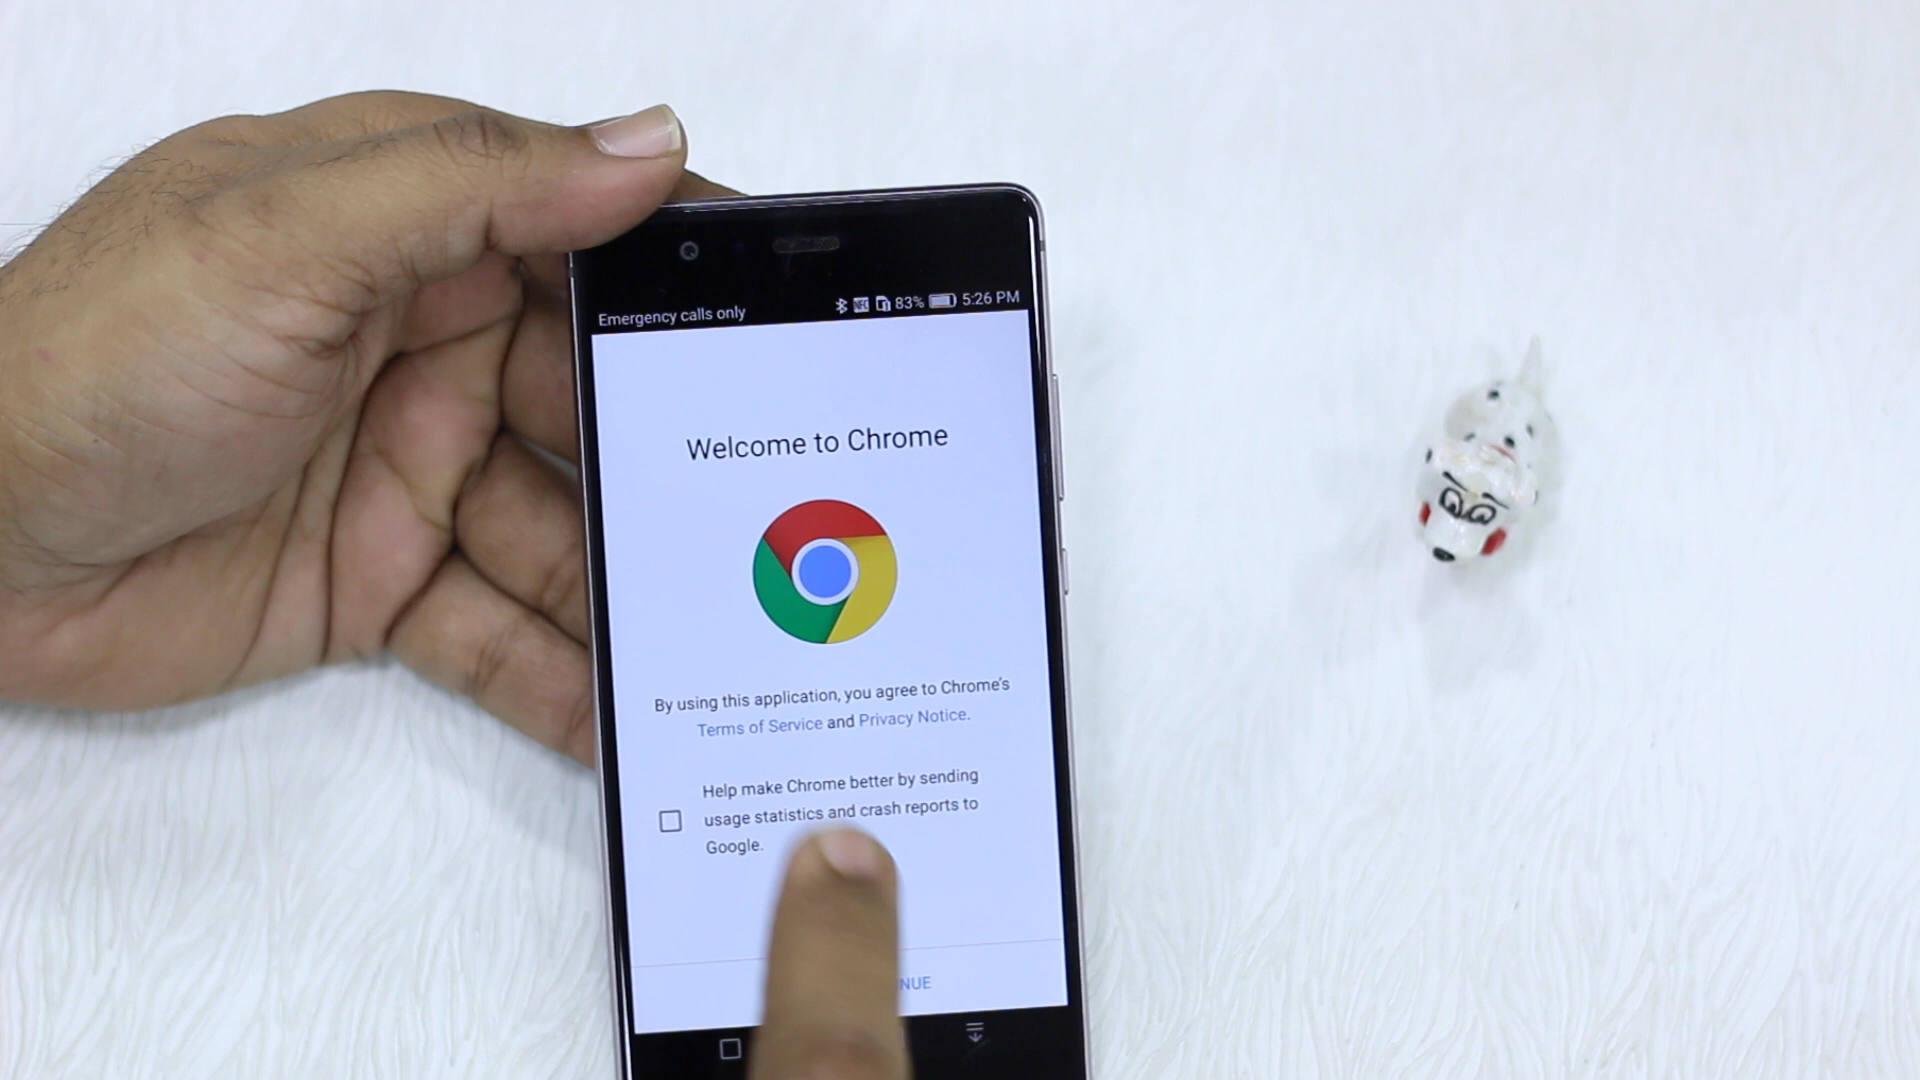 Emergency calls only 83% 5:26 PM
Welcome to Chrome
By using this application, you agree to Chrome's
Terms of Service and Privacy Notice.
Help make Chrome better by sending
usage statistics and crash reports to
Google.
NUE